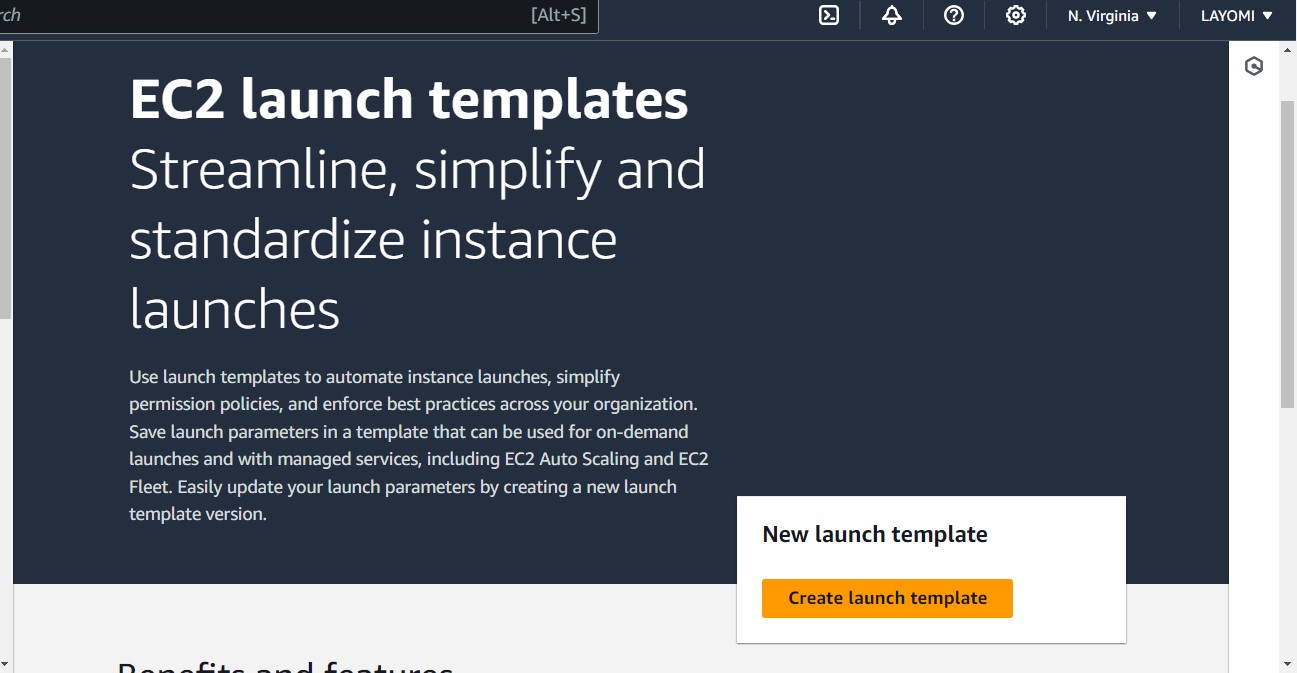 rch [Alt+S] N. Virginia ▼ LAYOMI ▼
EC2 launch templates
Streamline, simplify and
standardize instance
launches
Use launch templates to automate instance launches, simplify
permission policies, and enforce best practices across your organization.
Save launch parameters in a template that can be used for on-demand
launches and with managed services, including EC2 Auto Scaling and EC2
Fleet. Easily update your launch parameters by creating a new launch
template version.
New launch template
Create launch template
Benefits and features